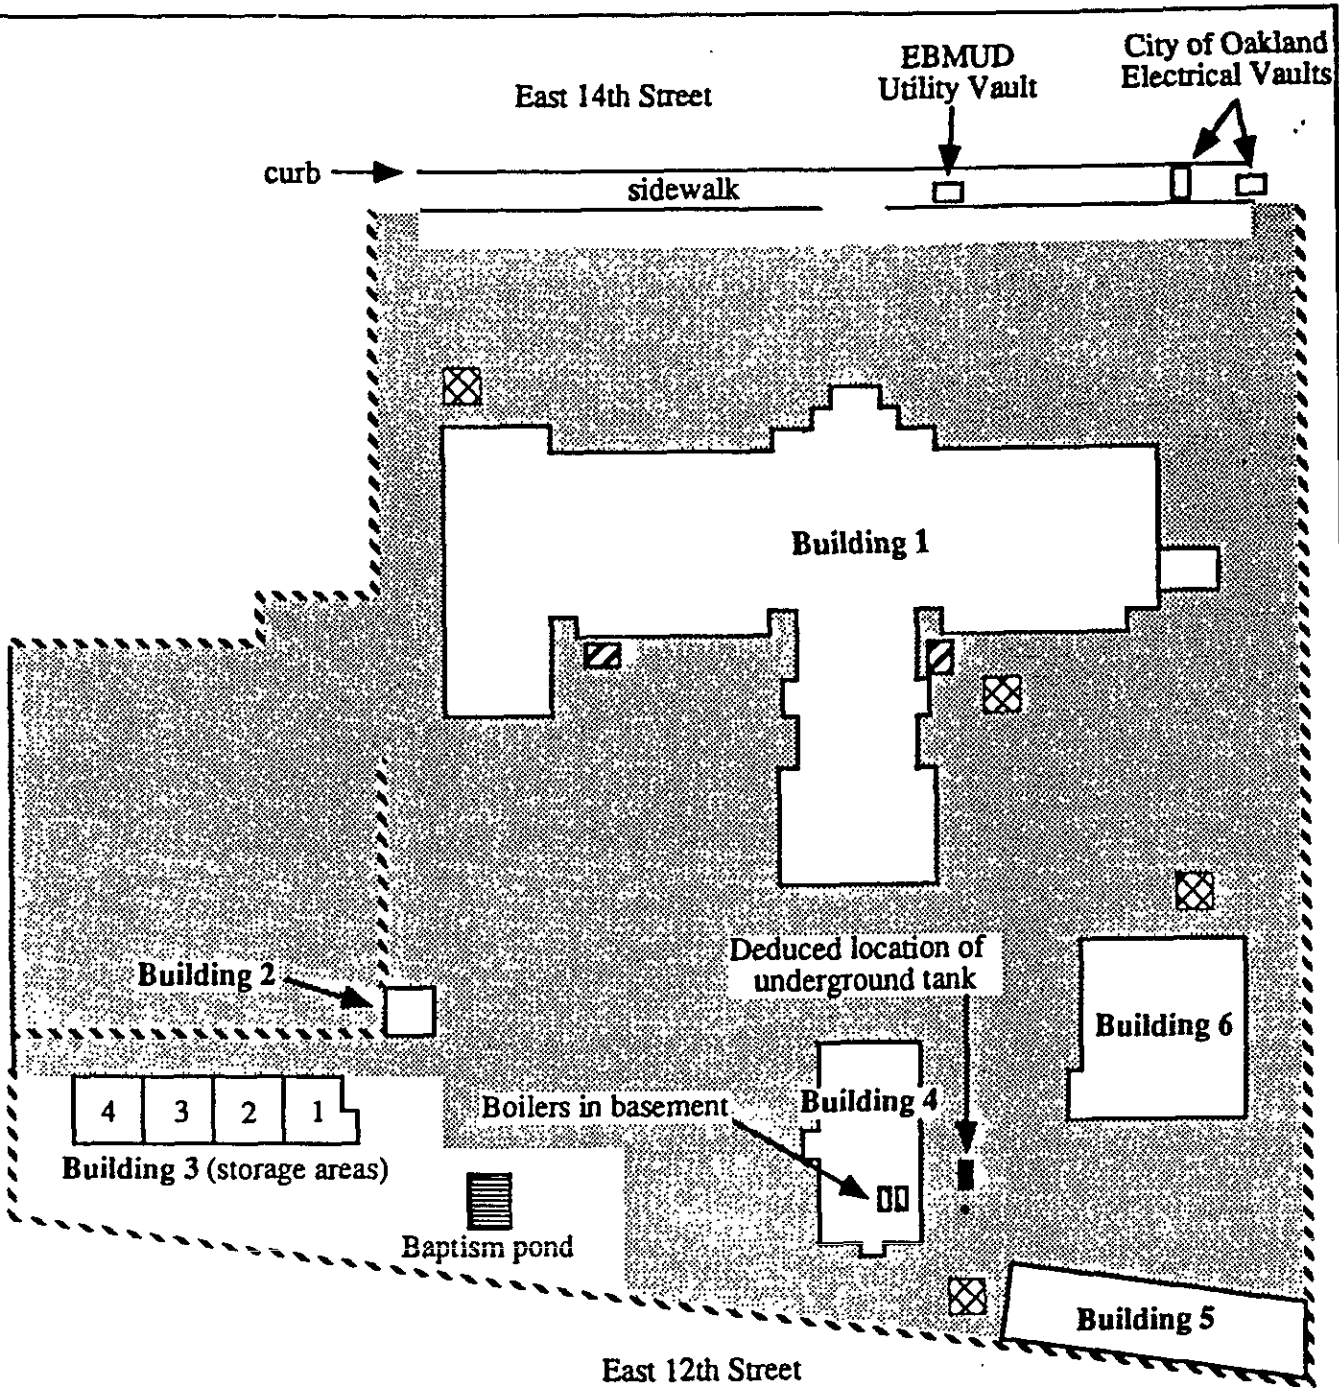 East 14th Street
EBMUD
Utility Vault
City of Oakland
Electrical Vaults
curb
sidewalk
Building 1
Deduced location of
underground tank
Building 2
Building 6
4 3 2 1
Boilers in basement
Building 4
Building 3 (storage areas)
Baptism pond
Building 5
East 12th Street